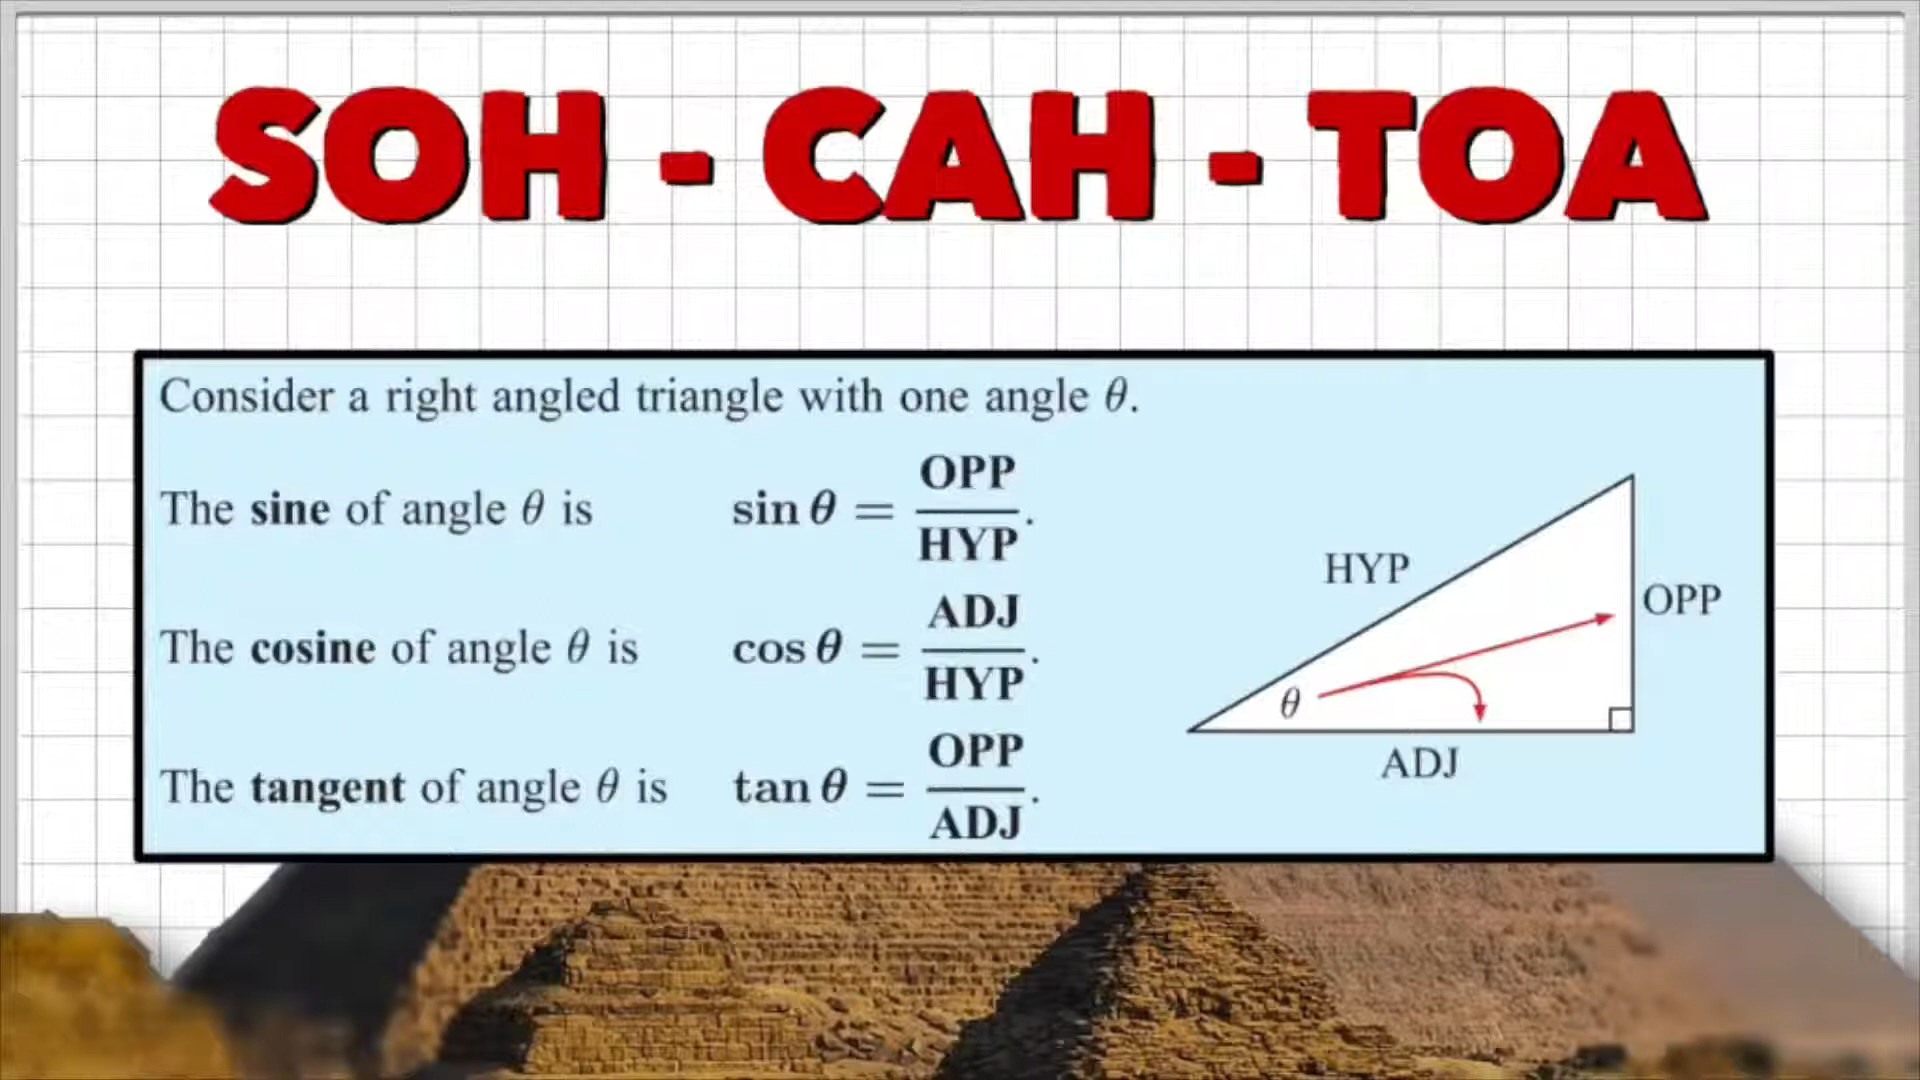 SOH - CAH - TOA
Consider a right angled triangle with one angle θ.
The sine of angle θ is sin θ = OPP/HYP.
The cosine of angle θ is cos θ = ADJ/HYP.
The tangent of angle θ is tan θ = OPP/ADJ.
HYP
OPP
θ
ADJ